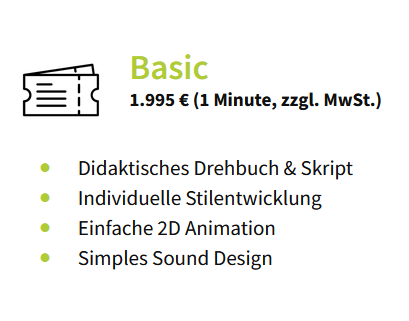 Basic
1.995 € (1 Minute, zzgl. MwSt.)
Didaktisches Drehbuch & Skript
Individuelle Stilentwicklung
Einfache 2D Animation
Simples Sound Design